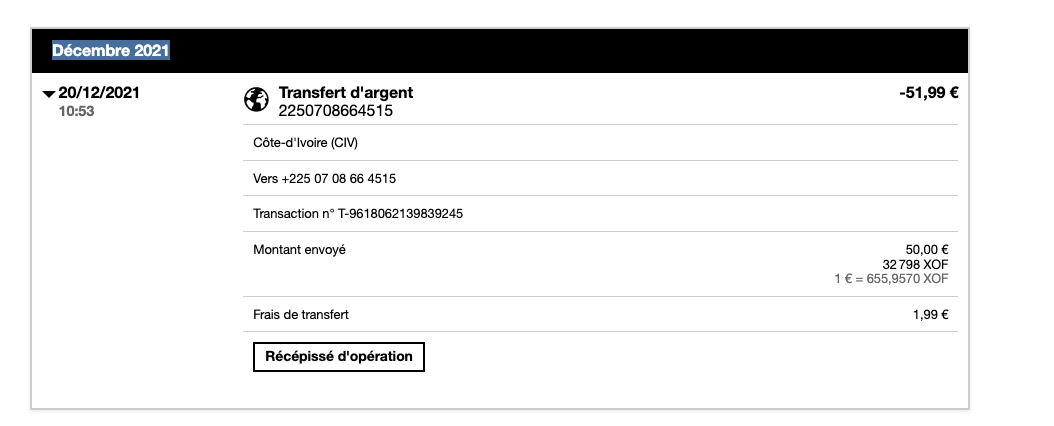 Décembre 2021
20/12/2021
10:53
Transfert d'argent
-51,99 €
2250708664515
Côte-d'Ivoire (CIV)
Vers +225 07 08 66 4515
Transaction n° T-9618062139839245
Montant envoyé
50,00 €
32 798 XOF
1 € = 655,9570 XOF
Frais de transfert
1,99 €
Récépissé d'opération